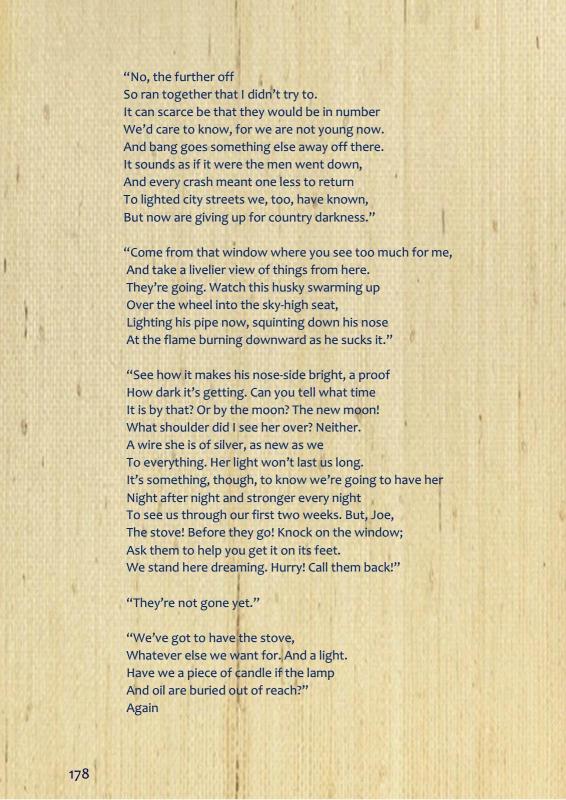 “No, the further off
So ran together that I didn’t try to.
It can scarce be that they would be in number
We’d care to know, for we are not young now.
And bang goes something else away off there.
It sounds as if it were the men went down,
And every crash meant one less to return
To lighted city streets we, too, have known,
But now are giving up for country darkness.”
“Come from that window where you see too much for me,
And take a livelier view of things from here.
They’re going. Watch this husky swarming up
Over the wheel into the sky-high seat,
Lighting his pipe now, squinting down his nose
At the flame burning downward as he sucks it.”
“See how it makes his nose-side bright, a proof
How dark it’s getting. Can you tell what time
It is by that? Or by the moon? The new moon!
What shoulder did I see her over? Neither.
A wire she is of silver, as new as we
To everything. Her light won’t last us long.
It’s something, though, to know we’re going to have her
Night after night and stronger every night
To see us through our first two weeks. But, Joe,
The stove! Before they go! Knock on the window;
Ask them to help you get it on its feet.
We stand here dreaming. Hurry! Call them back!”
“They’re not gone yet.”
“We’ve got to have the stove,
Whatever else we want for. And a light.
Have we a piece of candle if the lamp
And oil are buried out of reach?”
Again
178